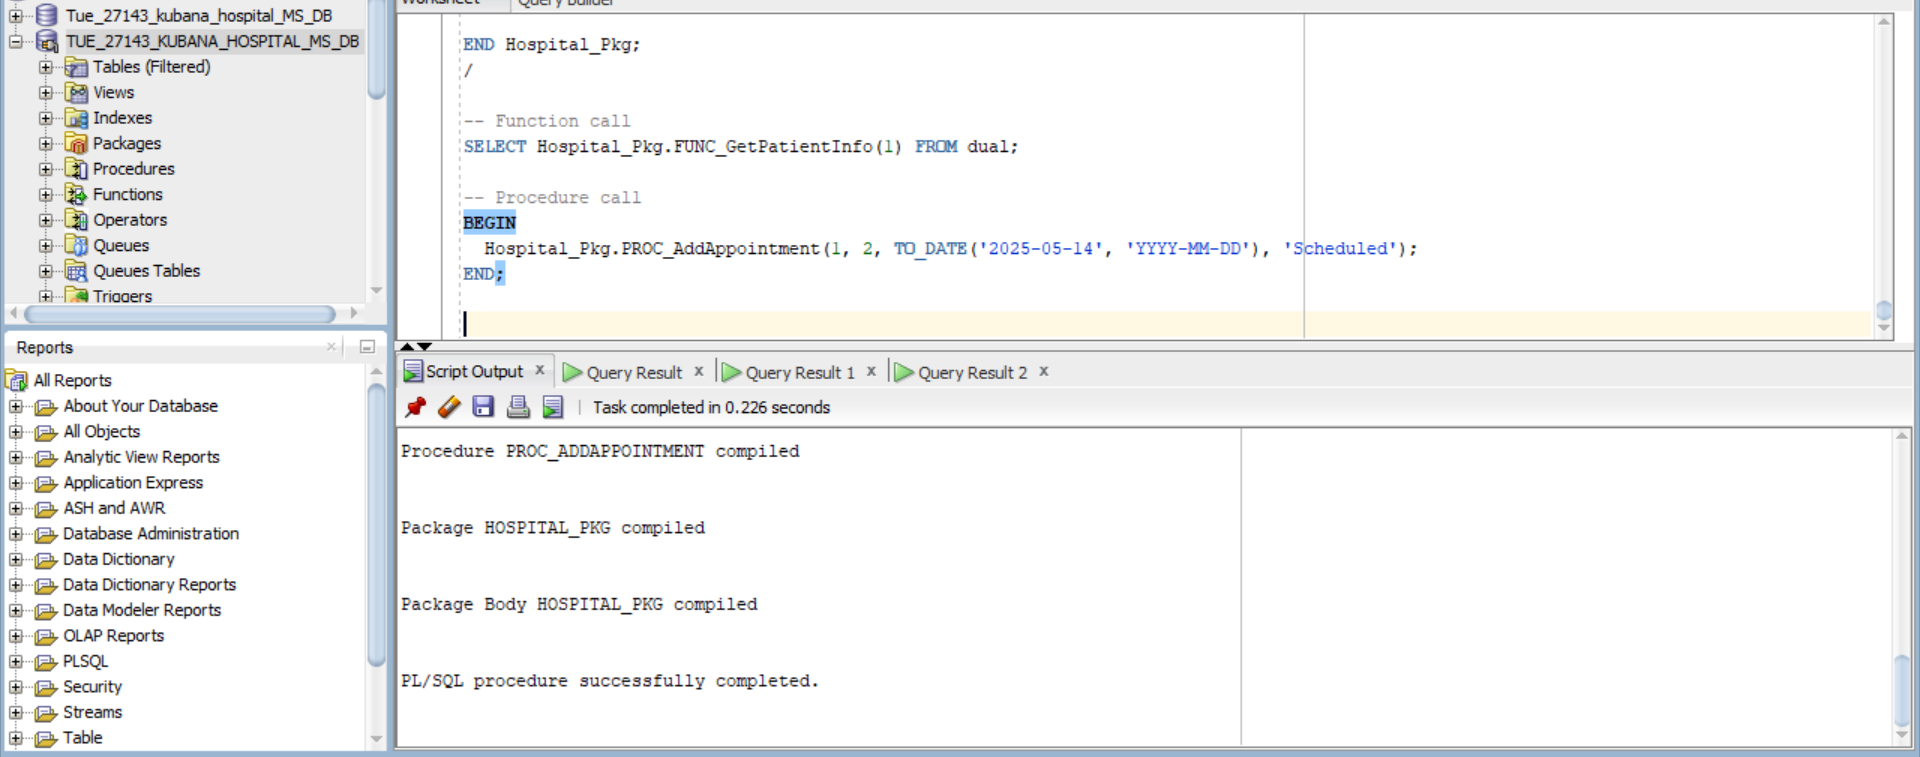 Tue_27143_kubana_hospital_MS_DB
TUE_27143_KUBANA_HOSPITAL_MS_DB
Tables (Filtered)
Views
Indexes
Packages
Procedures
Functions
Operators
Queues
Queues Tables
Triggers
Reports
All Reports
About Your Database
All Objects
Analytic View Reports
Application Express
ASH and AWR
Database Administration
Data Dictionary
Data Dictionary Reports
Data Modeler Reports
OLAP Reports
PLSQL
Security
Streams
Table
Worksheet Query Builder
END Hospital_Pkg;
/
-- Function call
SELECT Hospital_Pkg.FUNC_GetPatientInfo(1) FROM dual;
-- Procedure call
BEGIN
Hospital_Pkg.PROC_AddAppointment(1, 2, TO_DATE('2025-05-14', 'YYYY-MM-DD'), 'Scheduled');
END;
Script Output x Query Result x Query Result 1 x Query Result 2 x
Task completed in 0.226 seconds
Procedure PROC_ADDAPPOINTMENT compiled
Package HOSPITAL_PKG compiled
Package Body HOSPITAL_PKG compiled
PL/SQL procedure successfully completed.